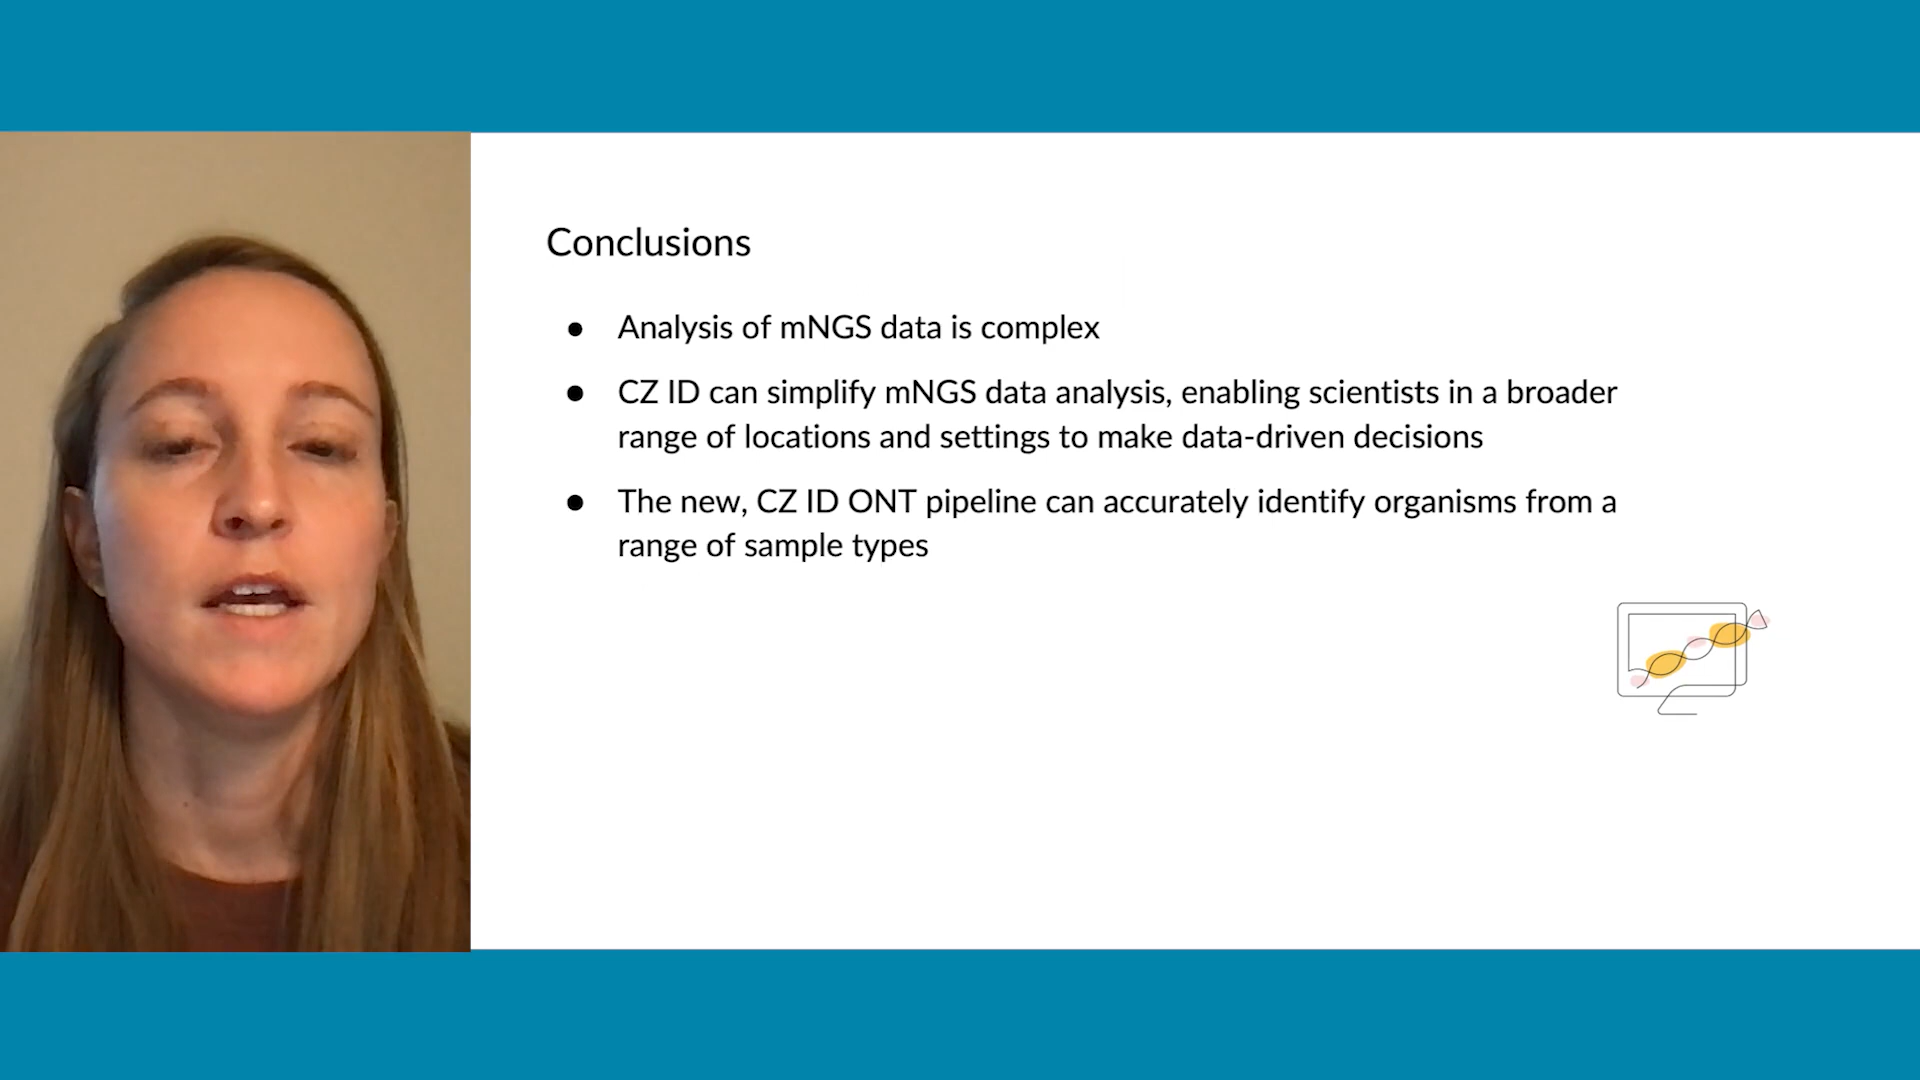 Conclusions
● Analysis of mNGS data is complex
● CZ ID can simplify mNGS data analysis, enabling scientists in a broader
range of locations and settings to make data-driven decisions
● The new, CZ ID ONT pipeline can accurately identify organisms from a
range of sample types